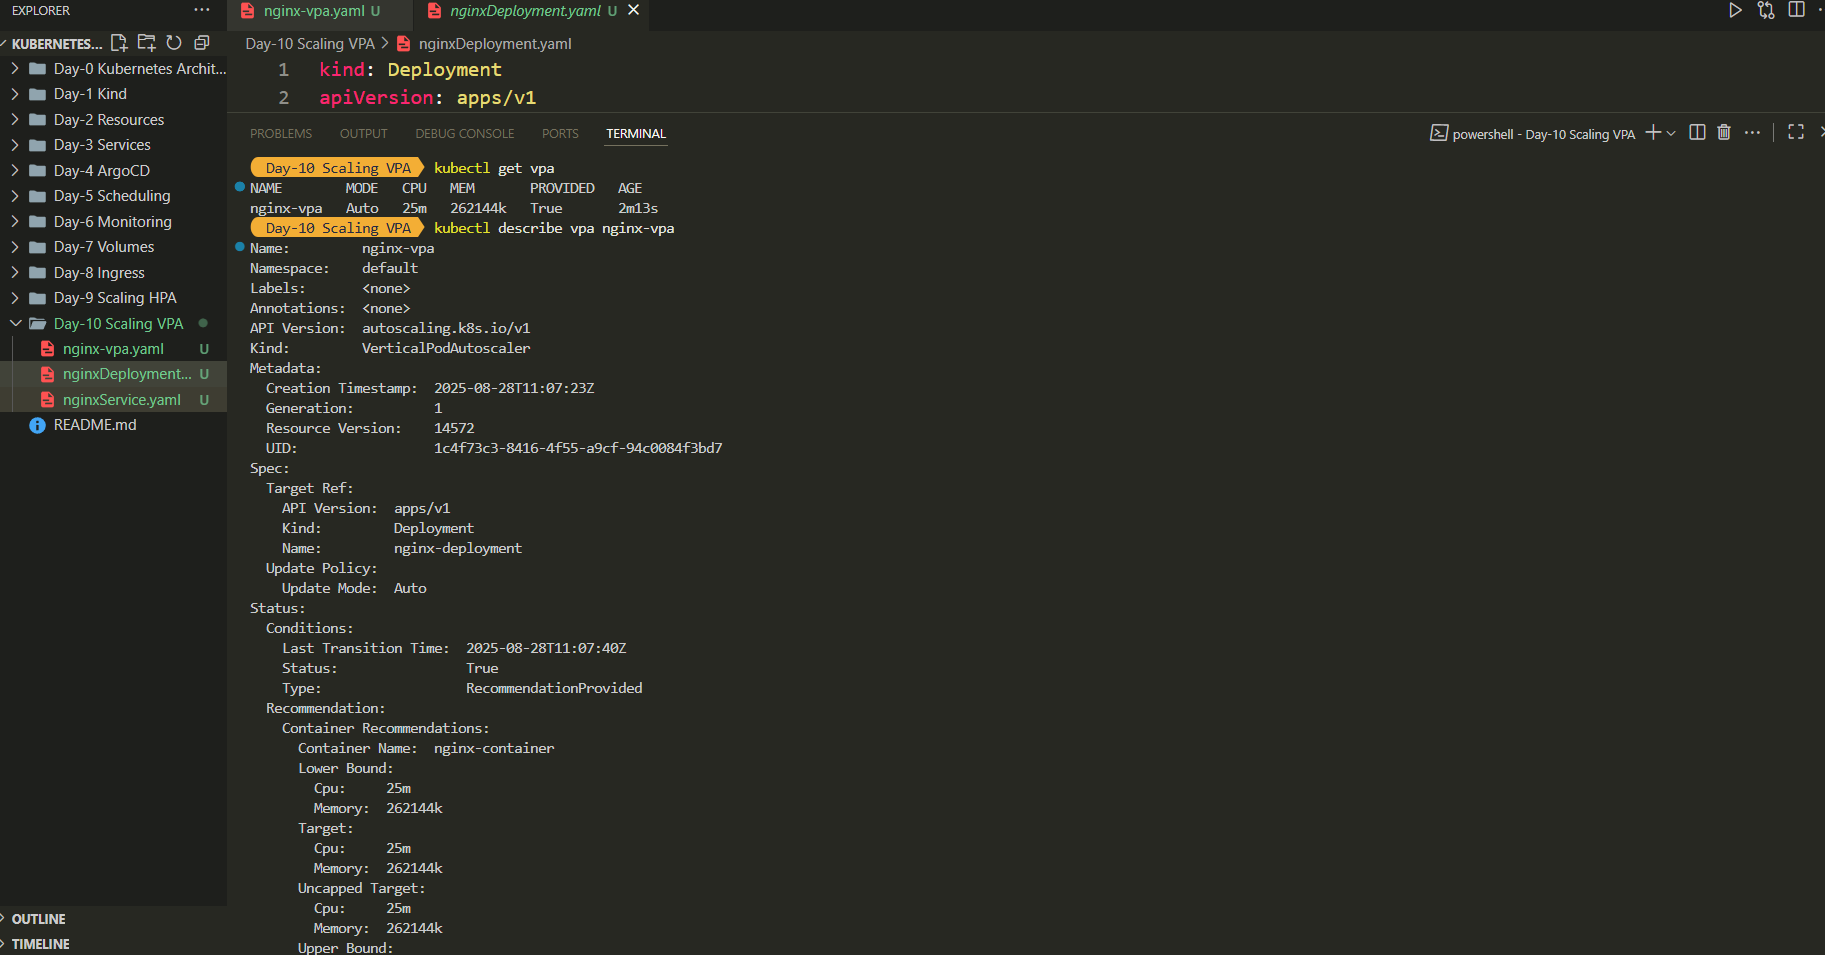 EXPLORER
KUBERNETES...
Day-0 Kubernetes Archit...
Day-1 Kind
Day-2 Resources
Day-3 Services
Day-4 ArgoCD
Day-5 Scheduling
Day-6 Monitoring
Day-7 Volumes
Day-8 Ingress
Day-9 Scaling HPA
Day-10 Scaling VPA
nginx-vpa.yaml U
nginxDeployment... U
nginxService.yaml U
README.md
OUTLINE
TIMELINE
nginx-vpa.yaml U
nginxDeployment.yaml U
Day-10 Scaling VPA > nginxDeployment.yaml
1 kind: Deployment
2 apiVersion: apps/v1
PROBLEMS OUTPUT DEBUG CONSOLE PORTS TERMINAL
powershell - Day-10 Scaling VPA
Day-10 Scaling VPA kubectl get vpa
NAME MODE CPU MEM PROVIDED AGE
nginx-vpa Auto 25m 262144k True 2m13s
Day-10 Scaling VPA kubectl describe vpa nginx-vpa
Name: nginx-vpa
Namespace: default
Labels: <none>
Annotations: <none>
API Version: autoscaling.k8s.io/v1
Kind: VerticalPodAutoscaler
Metadata:
Creation Timestamp: 2025-08-28T11:07:23Z
Generation: 1
Resource Version: 14572
UID: 1c4f73c3-8416-4f55-a9cf-94c0084f3bd7
Spec:
Target Ref:
API Version: apps/v1
Kind: Deployment
Name: nginx-deployment
Update Policy:
Update Mode: Auto
Status:
Conditions:
Last Transition Time: 2025-08-28T11:07:40Z
Status: True
Type: RecommendationProvided
Recommendation:
Container Recommendations:
Container Name: nginx-container
Lower Bound:
Cpu: 25m
Memory: 262144k
Target:
Cpu: 25m
Memory: 262144k
Uncapped Target:
Cpu: 25m
Memory: 262144k
Upper Bound: